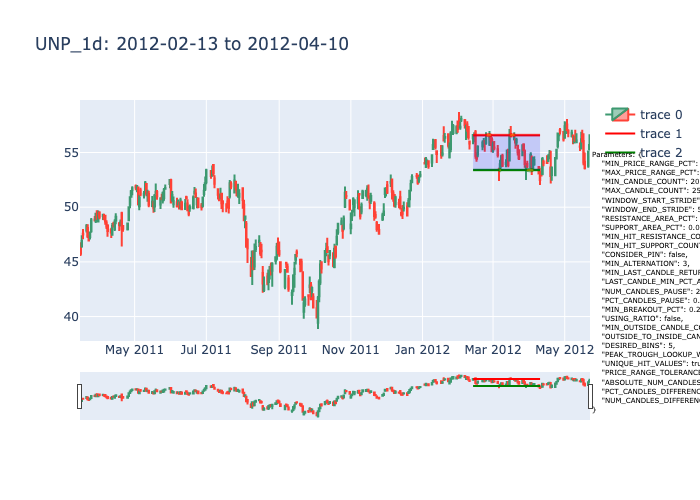 UNP_1d: 2012-02-13 to 2012-04-10
trace 0
trace 1
trace 2
Parameters: {
"MIN_PRICE_RANGE_PCT":
"MAX_PRICE_RANGE_PCT":
"MIN_CANDLE_COUNT": 20
"MAX_CANDLE_COUNT": 25
"WINDOW_START_STRIDE"
"WINDOW_END_STRIDE": 5
"RESISTANCE_AREA_PCT":
"SUPPORT_AREA_PCT": 0.0
"MIN_HIT_RESISTANCE_CO
"MIN_HIT_SUPPORT_COUNT
"CONSIDER_PIN": false,
"MIN_ALTERNATION": 3,
"MIN_LAST_CANDLE_RETUR
"LAST_CANDLE_MIN_PCT_A
"NUM_CANDLES_PAUSE": 2
"PCT_CANDLES_PAUSE": 0.
"MIN_BREAKOUT_PCT": 0.2
"USING_RATIO": false,
"MIN_OUTSIDE_CANDLE_CO
"OUTSIDE_TO_INSIDE_CAN
"DESIRED_BINS": 5,
"PEAK_TROUGH_LOOKUP_W
"UNIQUE_HIT_VALUES": tru
"PRICE_RANGE_TOLERANC
"ABSOLUTE_NUM_CANDLES
"PCT_CANDLES_DIFFERENC
"NUM_CANDLES_DIFFEREN
}
55
50
45
40
May 2011
Jul 2011
Sep 2011
Nov 2011
Jan 2012
Mar 2012
May 2012